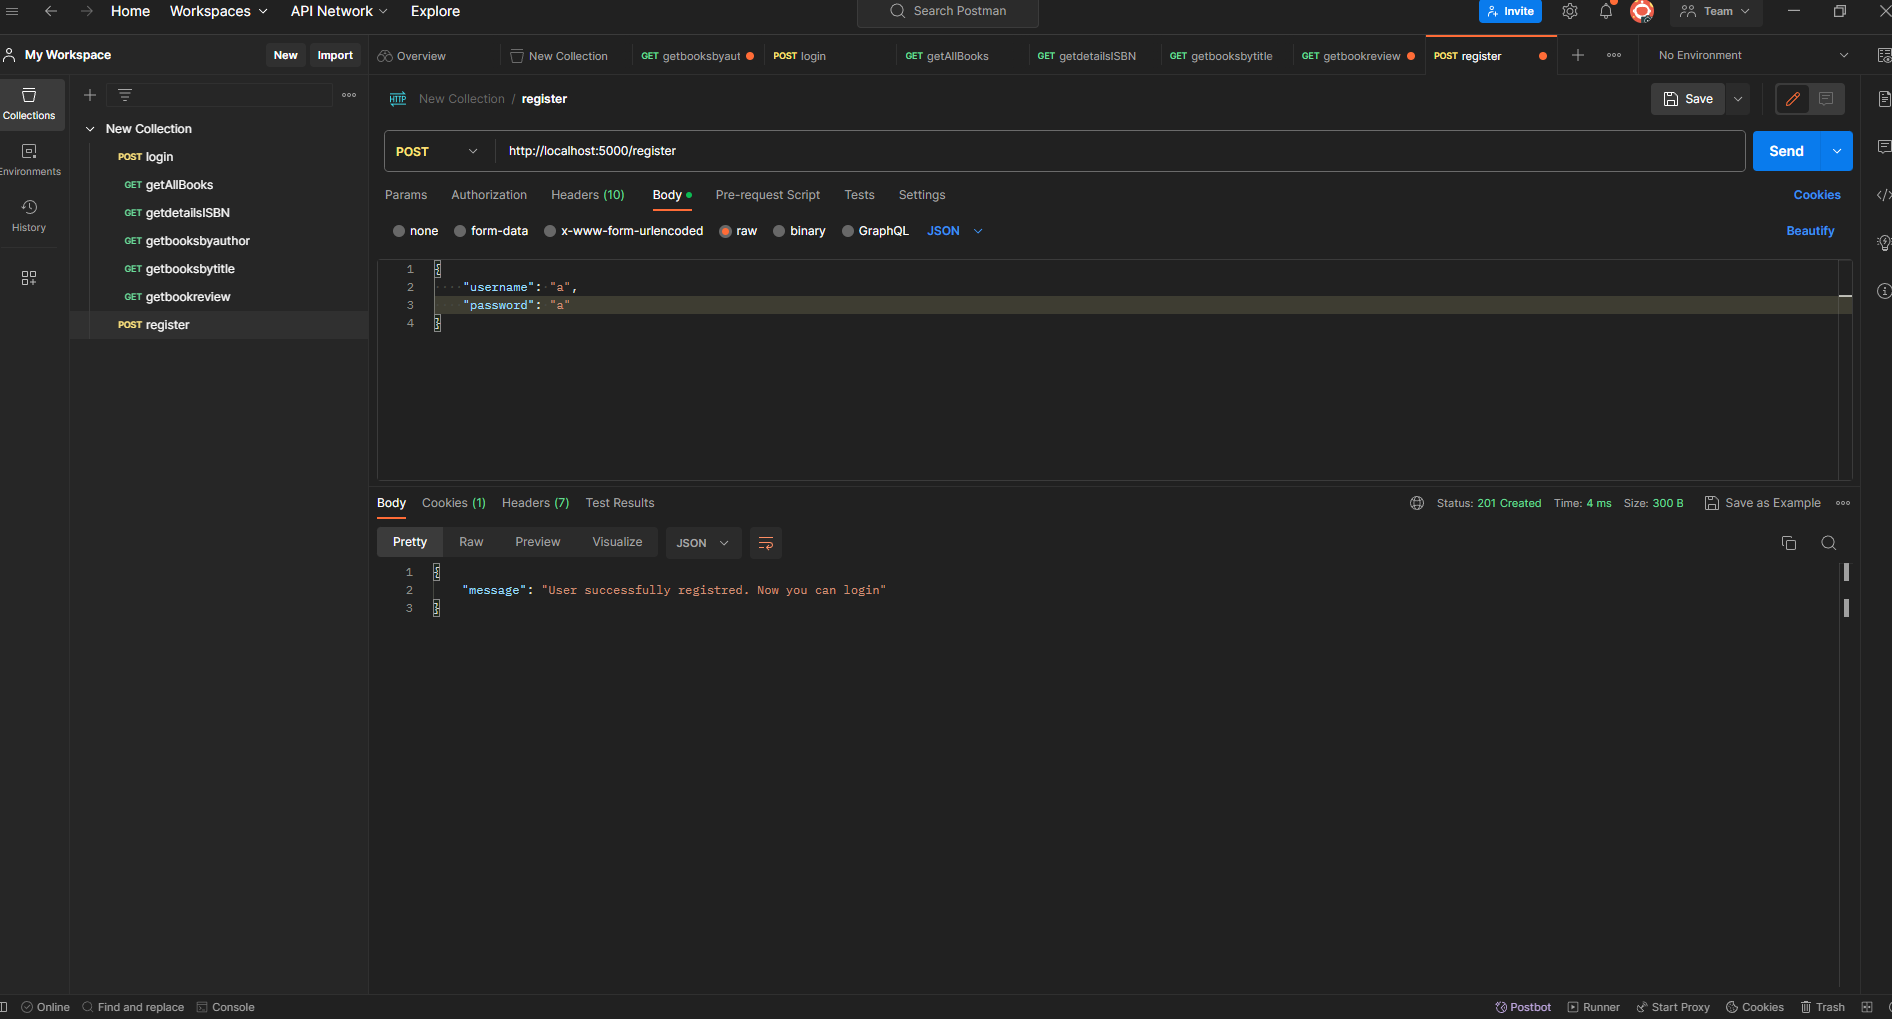 Home Workspaces API Network Explore Search Postman Invite Team
My Workspace New Import Overview New Collection GET getbooksbyaut POST login GET getAllBooks GET getdetailsISBN GET getbooksbytitle GET getbookreview POST register No Environment
Collections
Environments
History
New Collection
POST login
GET getAllBooks
GET getdetailsISBN
GET getbooksbyauthor
GET getbooksbytitle
GET getbookreview
POST register
HTTP New Collection / register Save
POST http://localhost:5000/register Send
Params Authorization Headers (10) Body Pre-request Script Tests Settings Cookies
none form-data x-www-form-urlencoded raw binary GraphQL JSON Beautify
1 {
2 "username": "a",
3 "password": "a"
4 }
Body Cookies (1) Headers (7) Test Results Status: 201 Created Time: 4 ms Size: 300 B Save as Example
Pretty Raw Preview Visualize JSON
1 {
2 "message": "User successfully registred. Now you can login"
3 }
Online Find and replace Console Postbot Runner Start Proxy Cookies Trash